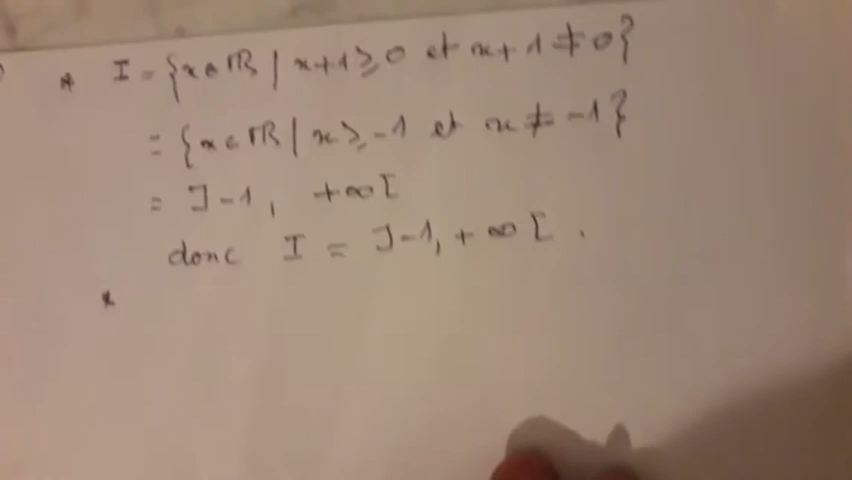 * I = {x ∈ ℝ | x+1 ≥ 0 et x+1 ≠ 0}
= {x ∈ ℝ | x ≥ -1 et x ≠ -1}
= ]-1, +∞[
donc I = ]-1, +∞[ .
*